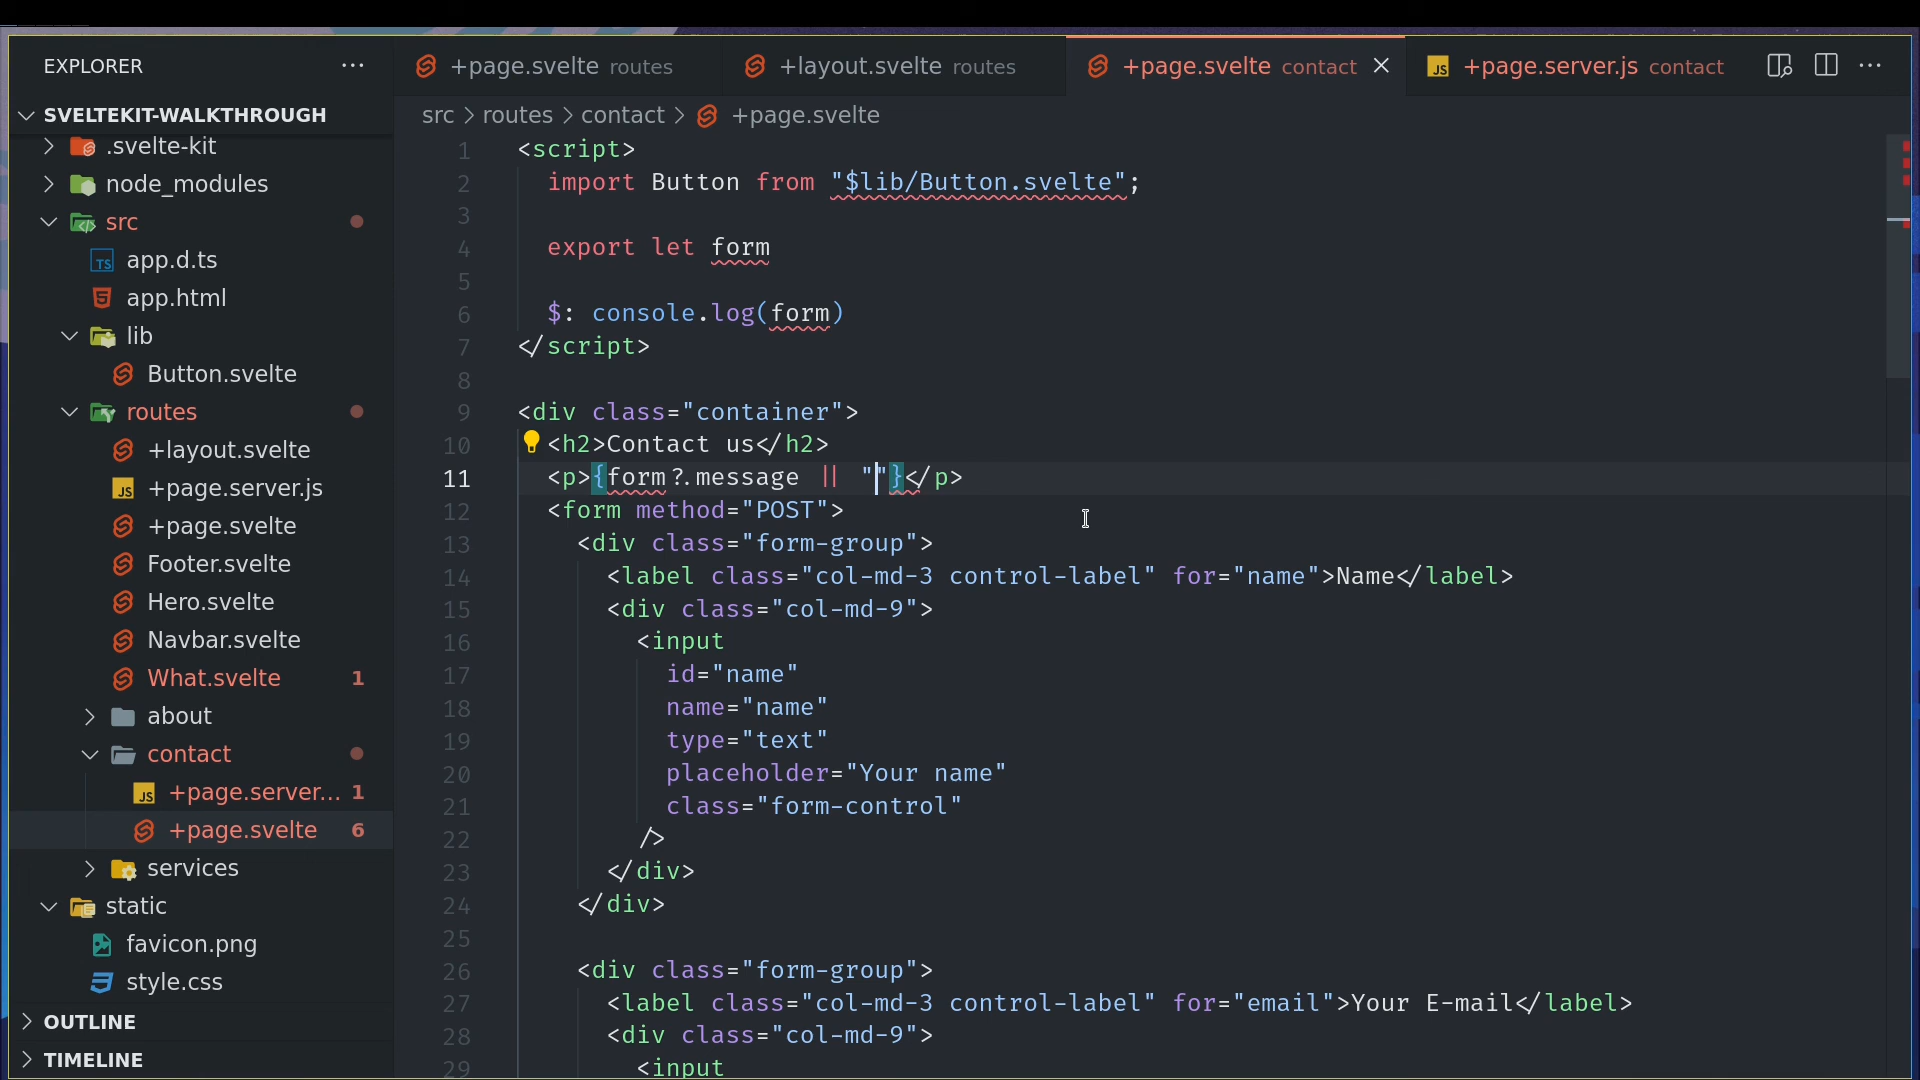 EXPLORER
SVELTEKIT-WALKTHROUGH
.svelte-kit
node_modules
src
app.d.ts
app.html
lib
Button.svelte
routes
+layout.svelte
+page.server.js
+page.svelte
Footer.svelte
Hero.svelte
Navbar.svelte
What.svelte 1
about
contact
+page.server... 1
+page.svelte 6
services
static
favicon.png
style.css
OUTLINE
TIMELINE
+page.svelte routes
+layout.svelte routes
+page.svelte contact
+page.server.js contact
src > routes > contact > +page.svelte
1 <script>
2 import Button from "$lib/Button.svelte";
3
4 export let form
5
6 $: console.log(form)
7 </script>
8
9 <div class="container">
10 <h2>Contact us</h2>
11 <p>{form?.message || ""}</p>
12 <form method="POST">
13 <div class="form-group">
14 <label class="col-md-3 control-label" for="name">Name</label>
15 <div class="col-md-9">
16 <input
17 id="name"
18 name="name"
19 type="text"
20 placeholder="Your name"
21 class="form-control"
22 />
23 </div>
24 </div>
25
26 <div class="form-group">
27 <label class="col-md-3 control-label" for="email">Your E-mail</label>
28 <div class="col-md-9">
29 <input